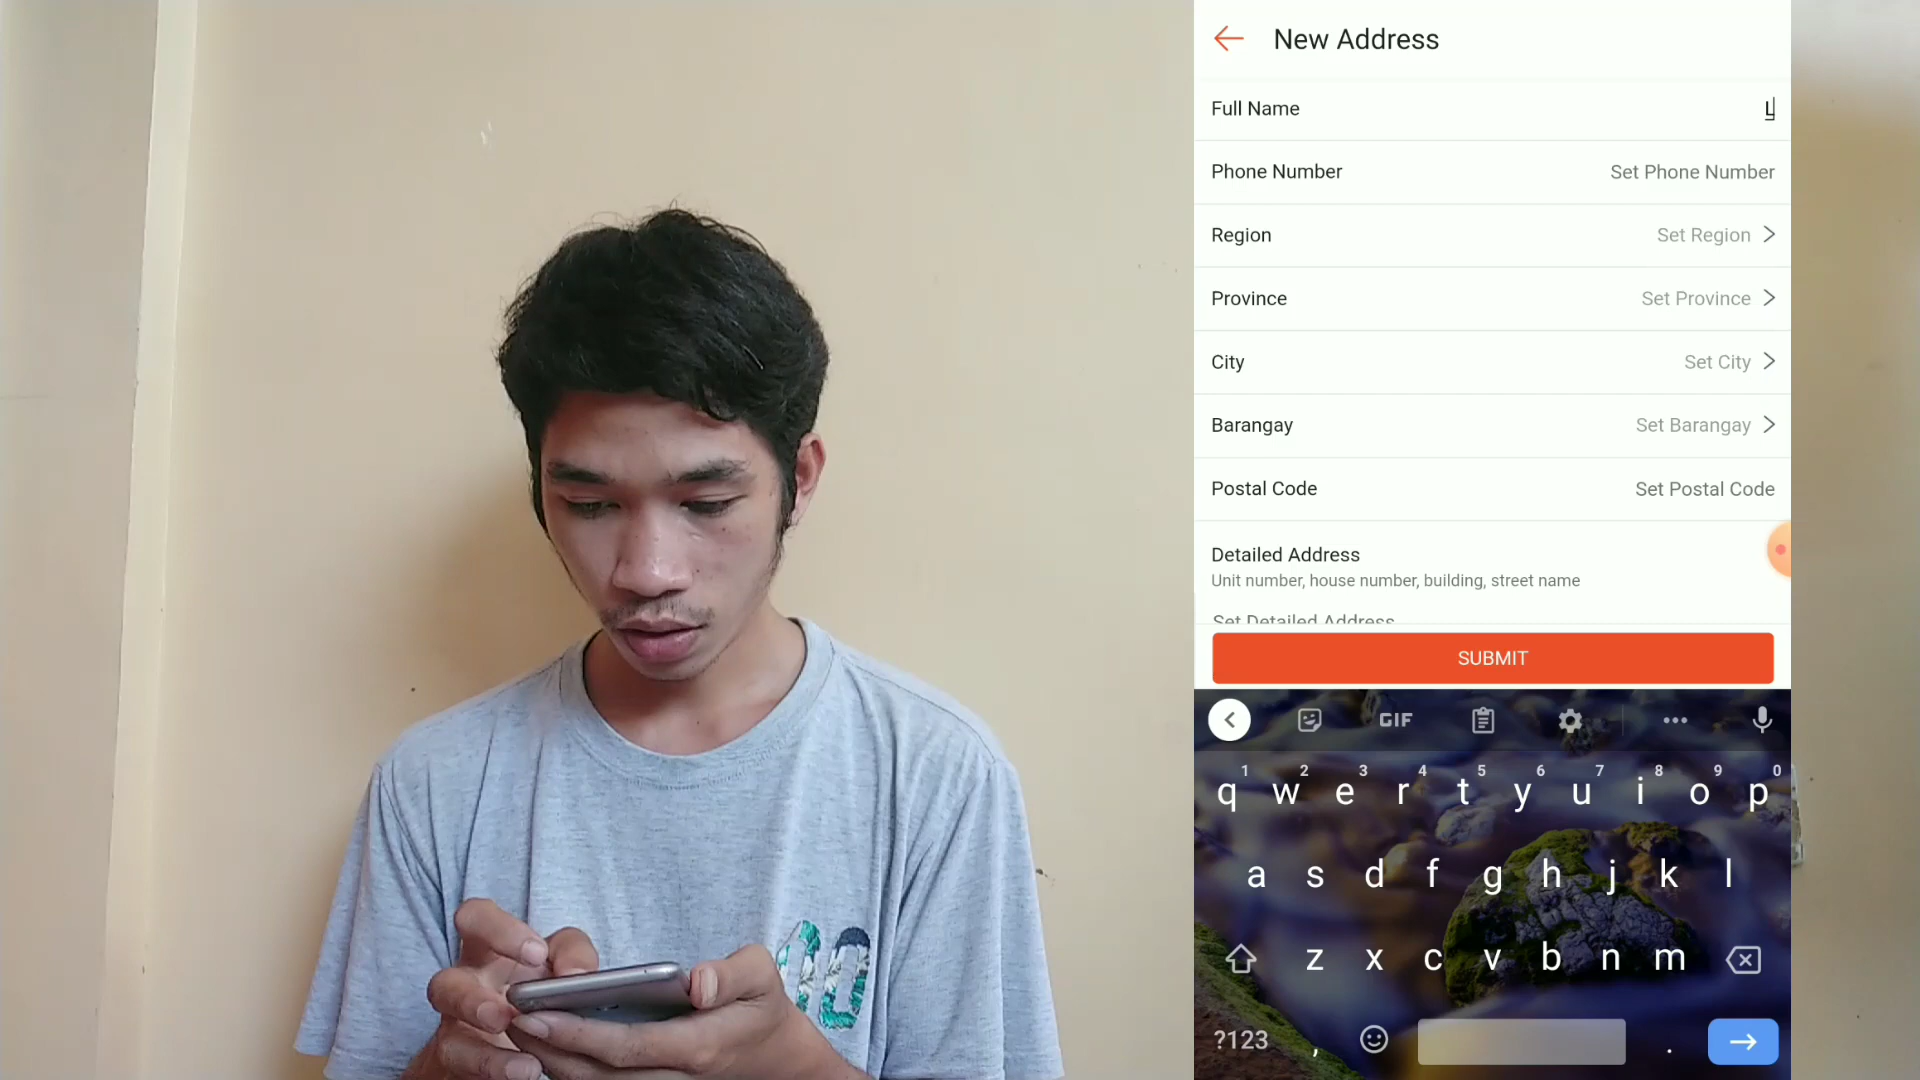 New Address
Full Name L
Phone Number Set Phone Number
Region Set Region
Province Set Province
City Set City
Barangay Set Barangay
Postal Code Set Postal Code
Detailed Address
Unit number, house number, building, street name
Set Detailed Address
SUBMIT
GIF
1 2 3 4 5 6 7 8 9 0
q w e r t y u i o p
a s d f g h j k l
z x c v b n m
?123 , .